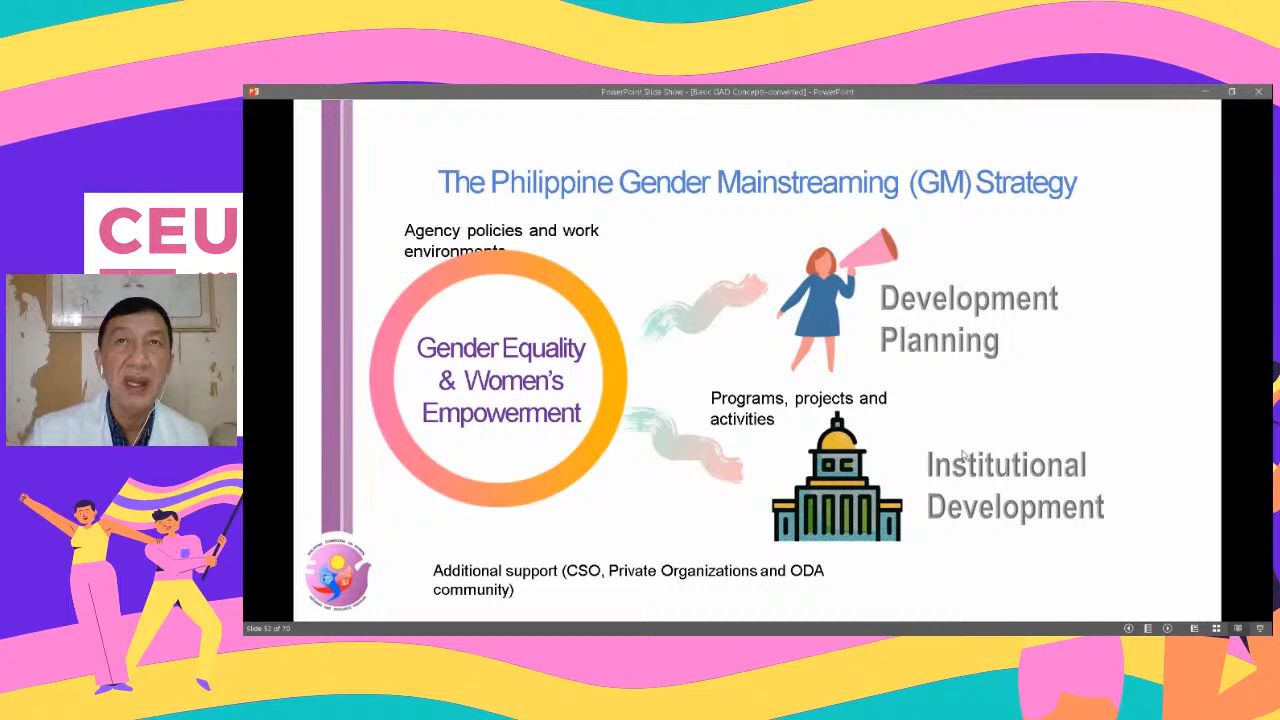 PowerPoint Slide Show - [Basic GAD Concepts-converted] - PowerPoint
CEU
The Philippine Gender Mainstreaming (GM) Strategy
Agency policies and work
environments
Gender Equality
& Women's
Empowerment
Development
Planning
Programs, projects and
activities
Institutional
Development
Additional support (CSO, Private Organizations and ODA
community)
Slide 52 of 70